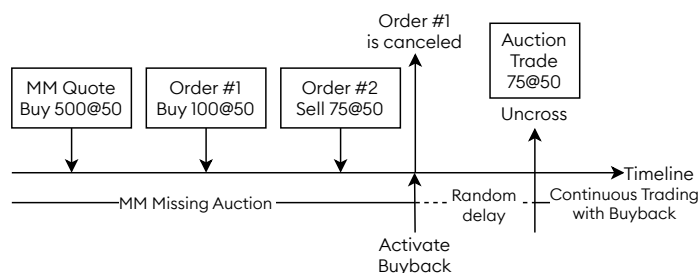 Order #1
is canceled
Auction
Trade
75@50
MM Quote
Buy 500@50
Order #1
Buy 100@50
Order #2
Sell 75@50
Uncross
Timeline
MM Missing Auction
Random
delay
Continuous Trading
with Buyback
Activate
Buyback